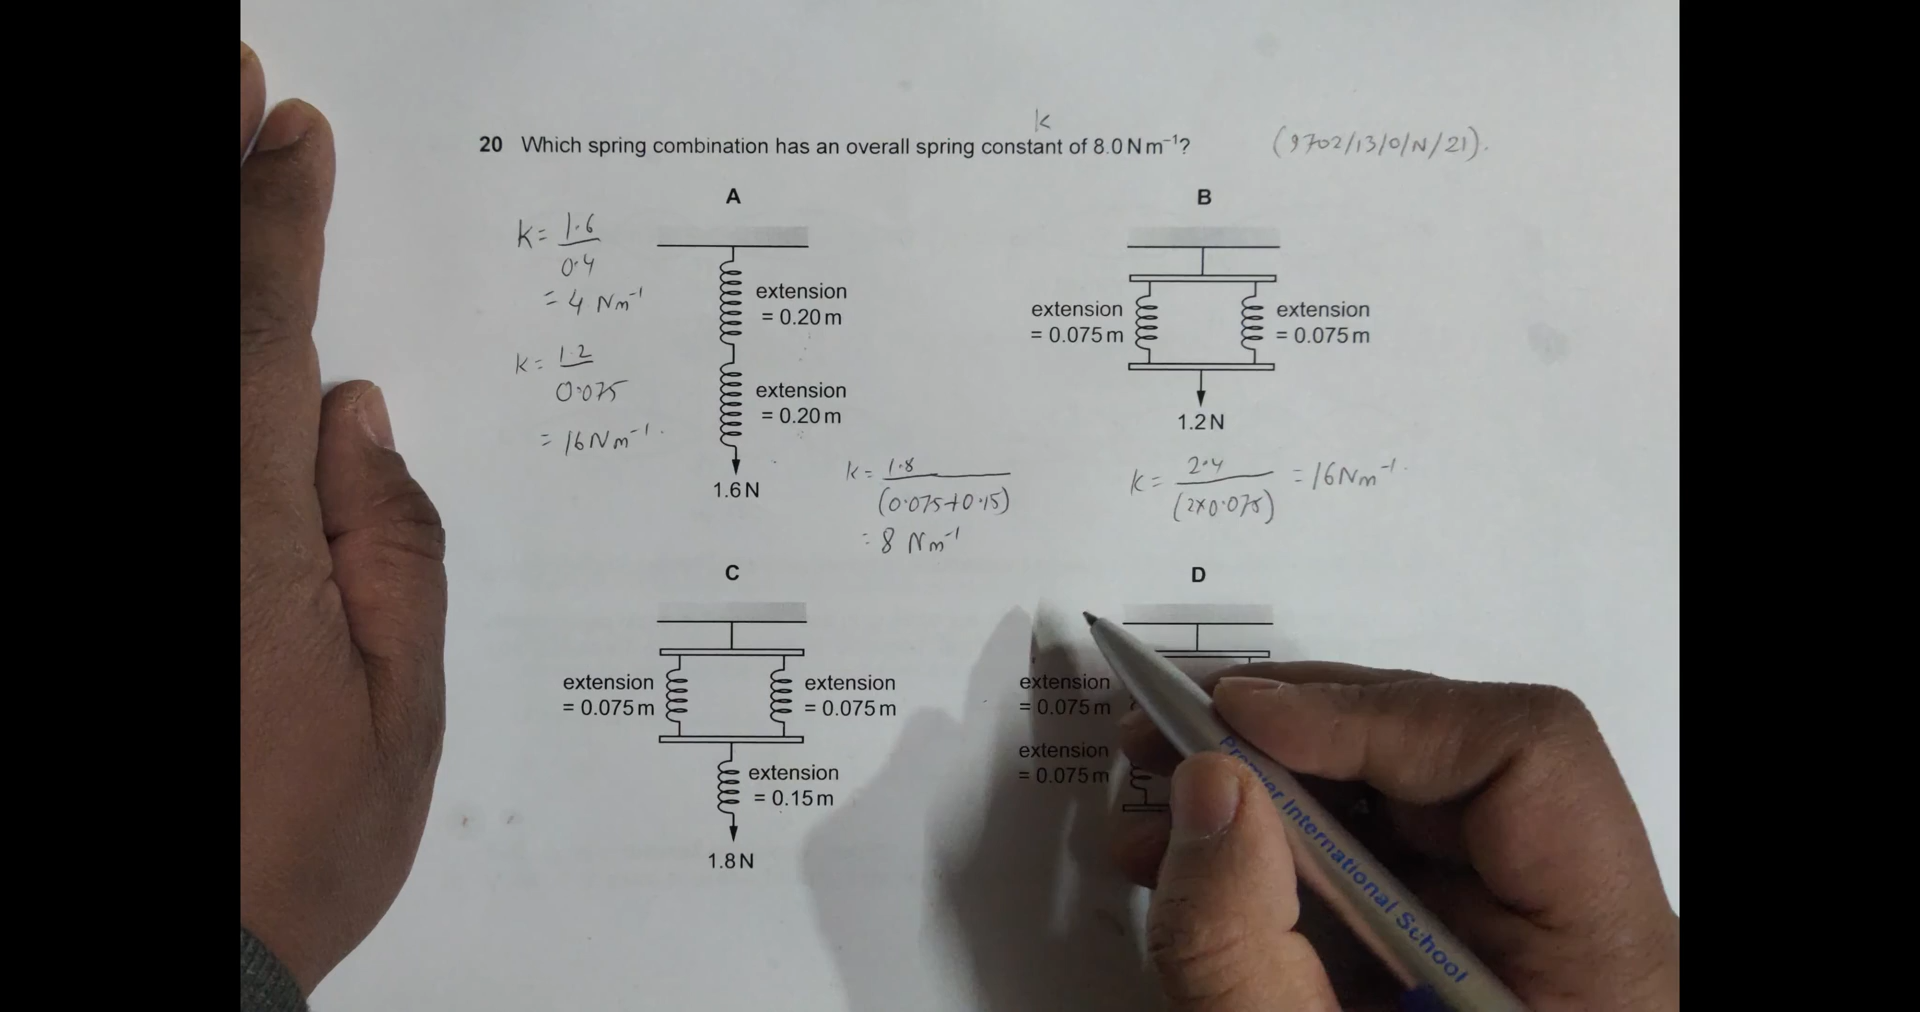 k
20 Which spring combination has an overall spring constant of 8.0 N m⁻¹? (9702/13/O/N/21).
A
k = 1.6
0.4
= 4 Nm⁻¹
extension
= 0.20 m
extension
= 0.20 m
1.6 N
k = 1.2
0.075
= 16 Nm⁻¹.
B
extension
= 0.075 m
extension
= 0.075 m
1.2 N
k = 1.8
(0.075+0.15)
= 8 Nm⁻¹
k = 2.4 = 16 Nm⁻¹.
(2×0.075)
C
extension
= 0.075 m
extension
= 0.075 m
extension
= 0.15 m
1.8 N
D
extension
= 0.075 m
extension
= 0.075 m
Premier International School